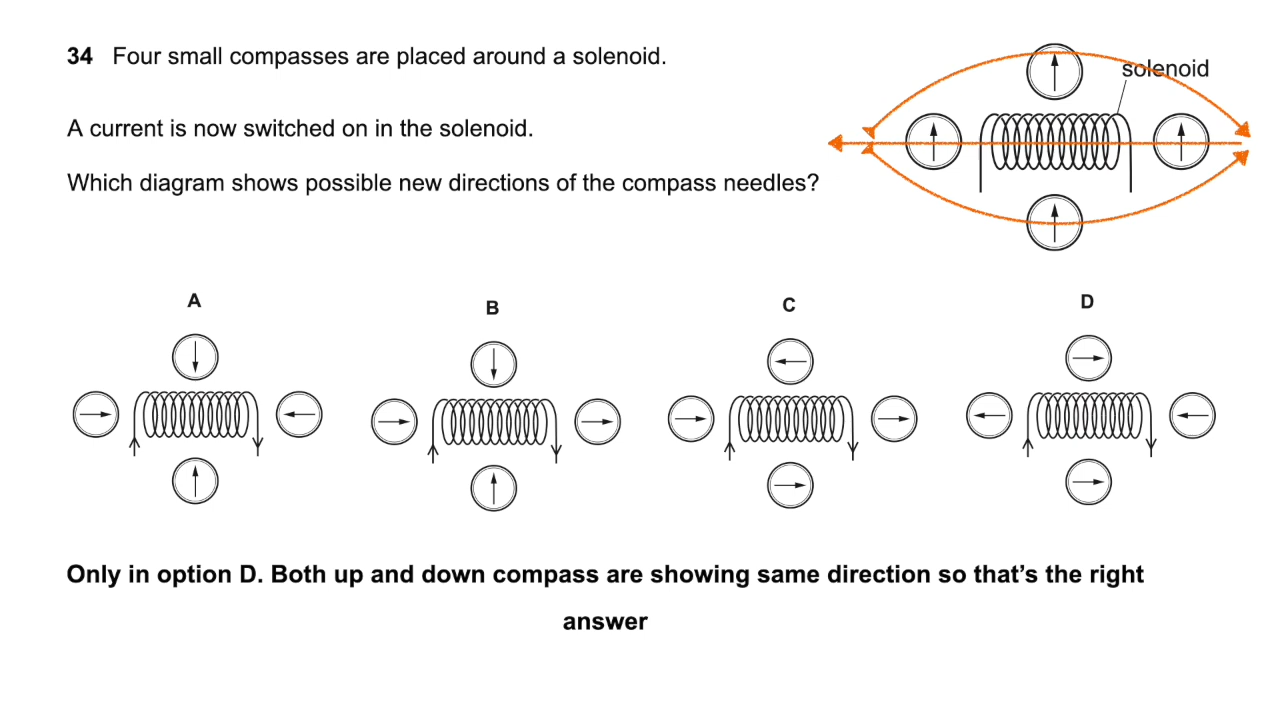 34 Four small compasses are placed around a solenoid.
solenoid
A current is now switched on in the solenoid.
Which diagram shows possible new directions of the compass needles?
A
B
C
D
Only in option D. Both up and down compass are showing same direction so that’s the right
answer